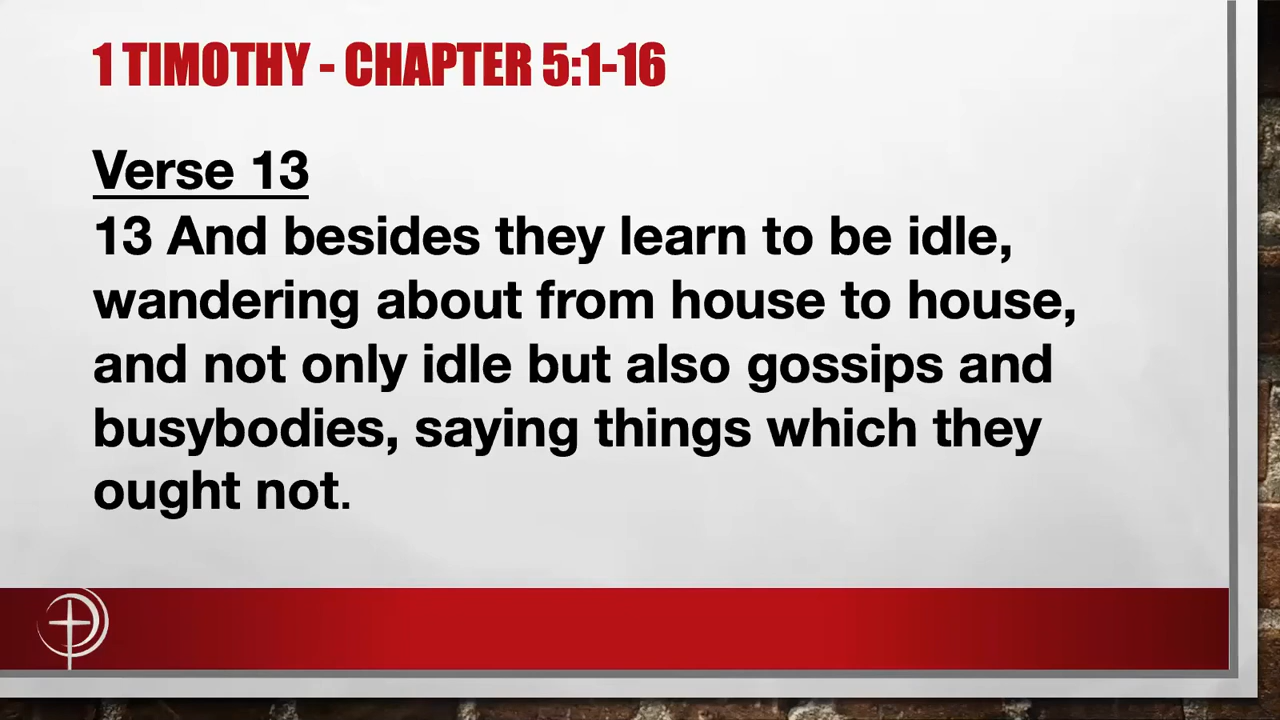 1 TIMOTHY - CHAPTER 5:1-16
Verse 13
13 And besides they learn to be idle,
wandering about from house to house,
and not only idle but also gossips and
busybodies, saying things which they
ought not.